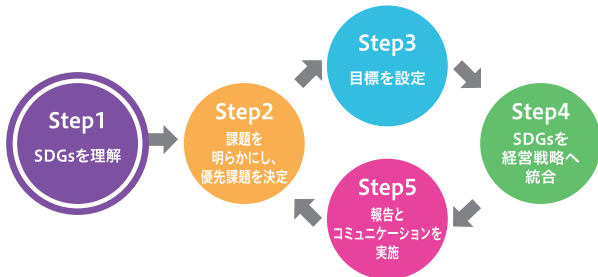 Step1
SDGsを理解
Step2
課題を
明らかにし、
優先課題を決定
Step3
目標を設定
Step4
SDGsを
経営戦略へ
統合
Step5
報告と
コミュニケーションを
実施